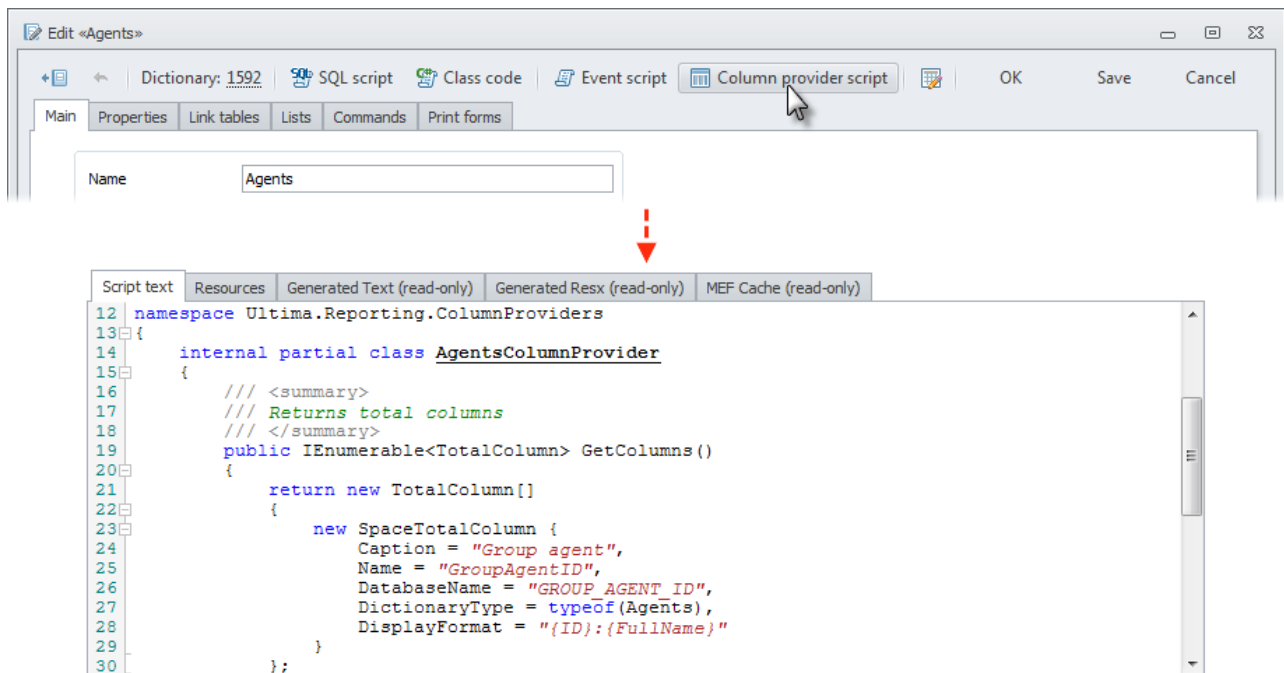 Edit «Agents»
Dictionary: 1592 SQL script Class code Event script Column provider script OK Save Cancel
Main Properties Link tables Lists Commands Print forms
Name Agents
Script text Resources Generated Text (read-only) Generated Resx (read-only) MEF Cache (read-only)
12 namespace Ultima.Reporting.ColumnProviders
13 {
14 internal partial class AgentsColumnProvider
15 {
16 /// <summary>
17 /// Returns total columns
18 /// </summary>
19 public IEnumerable<TotalColumn> GetColumns()
20 {
21 return new TotalColumn[]
22 {
23 new SpaceTotalColumn {
24 Caption = "Group agent",
25 Name = "GroupAgentID",
26 DatabaseName = "GROUP_AGENT_ID",
27 DictionaryType = typeof(Agents),
28 DisplayFormat = "{ID}:{FullName}"
29 }
30 };